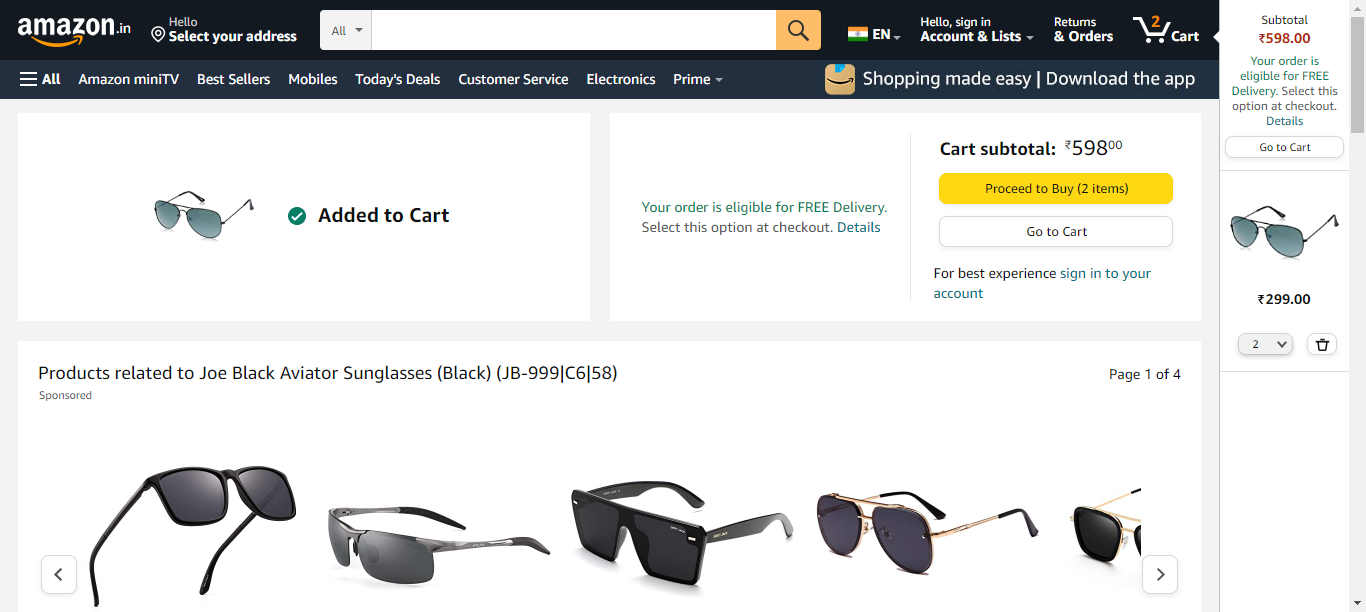 amazon.in
Hello
Select your address
All
EN
Hello, sign in
Account & Lists
Returns
& Orders
2
Cart
All
Amazon miniTV
Best Sellers
Mobiles
Today's Deals
Customer Service
Electronics
Prime
Shopping made easy | Download the app
Added to Cart
Your order is eligible for FREE Delivery.
Select this option at checkout. Details
Cart subtotal: ₹59800
Proceed to Buy (2 items)
Go to Cart
For best experience sign in to your
account
Products related to Joe Black Aviator Sunglasses (Black) (JB-999|C6|58)
Page 1 of 4
Sponsored
Subtotal
₹598.00
Your order is
eligible for FREE
Delivery. Select this
option at checkout.
Details
Go to Cart
₹299.00
2